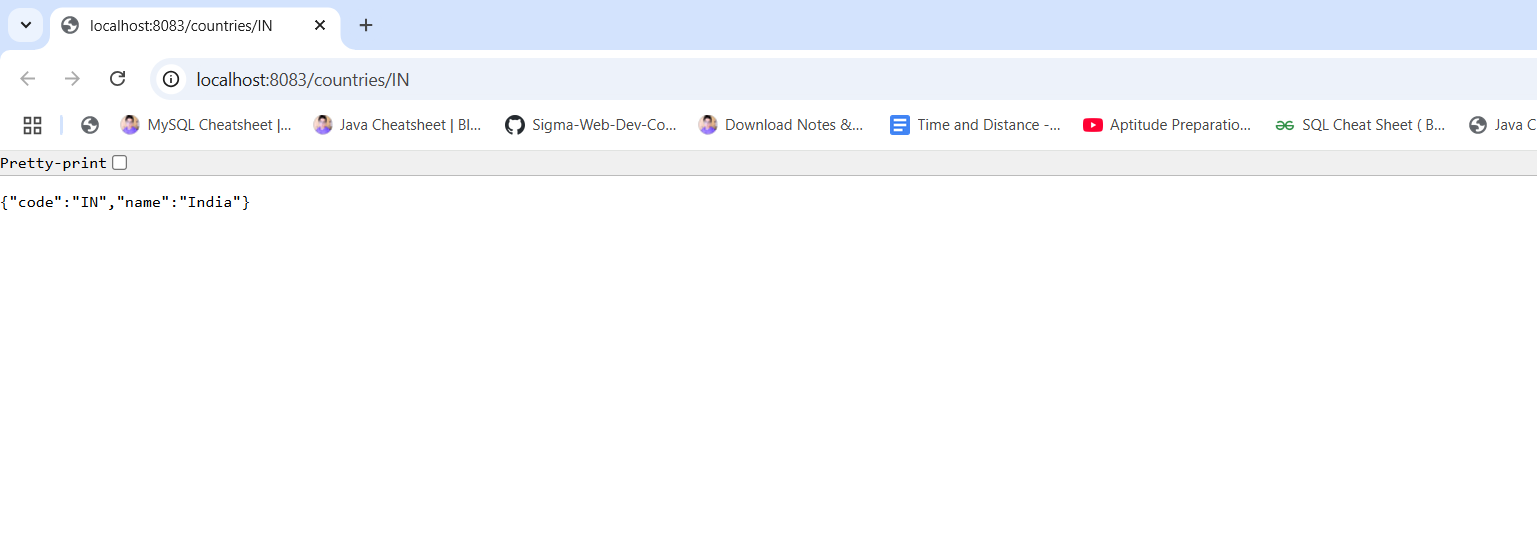 localhost:8083/countries/IN
localhost:8083/countries/IN
MySQL Cheatsheet |... Java Cheatsheet | Bl... Sigma-Web-Dev-Co... Download Notes &... Time and Distance -... Aptitude Preparatio... SQL Cheat Sheet ( B... Java C
Pretty-print
{"code":"IN","name":"India"}